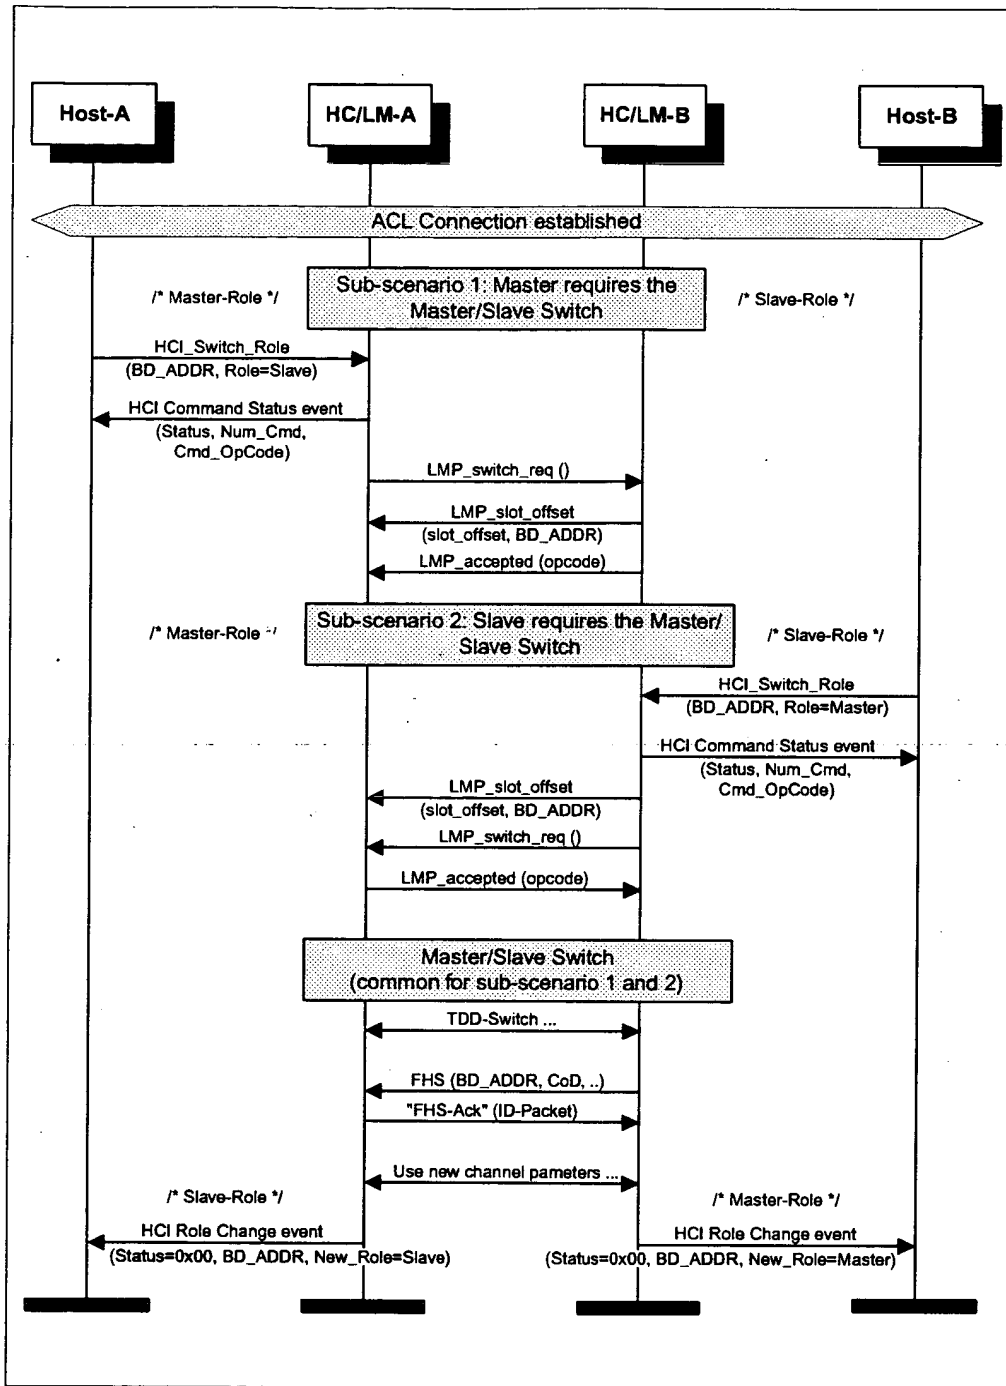 Host-A
HC/LM-A
HC/LM-B
Host-B
ACL Connection established
/* Master-Role */
Sub-scenario 1: Master requires the
Master/Slave Switch
/* Slave-Role */
HCI_Switch_Role
(BD_ADDR, Role=Slave)
HCI Command Status event
(Status, Num_Cmd,
Cmd_OpCode)
LMP_switch_req ()
LMP_slot_offset
(slot_offset, BD_ADDR)
LMP_accepted (opcode)
/* Master-Role */
Sub-scenario 2: Slave requires the Master/
Slave Switch
/* Slave-Role */
HCI_Switch_Role
(BD_ADDR, Role=Master)
HCI Command Status event
(Status, Num_Cmd,
Cmd_OpCode)
LMP_slot_offset
(slot_offset, BD_ADDR)
LMP_switch_req ()
LMP_accepted (opcode)
Master/Slave Switch
(common for sub-scenario 1 and 2)
TDD-Switch ...
FHS (BD_ADDR, CoD, ..)
"FHS-Ack" (ID-Packet)
Use new channel pameters ...
/* Slave-Role */
/* Master-Role */
HCI Role Change event
(Status=0x00, BD_ADDR, New_Role=Slave)
HCI Role Change event
(Status=0x00, BD_ADDR, New_Role=Master)